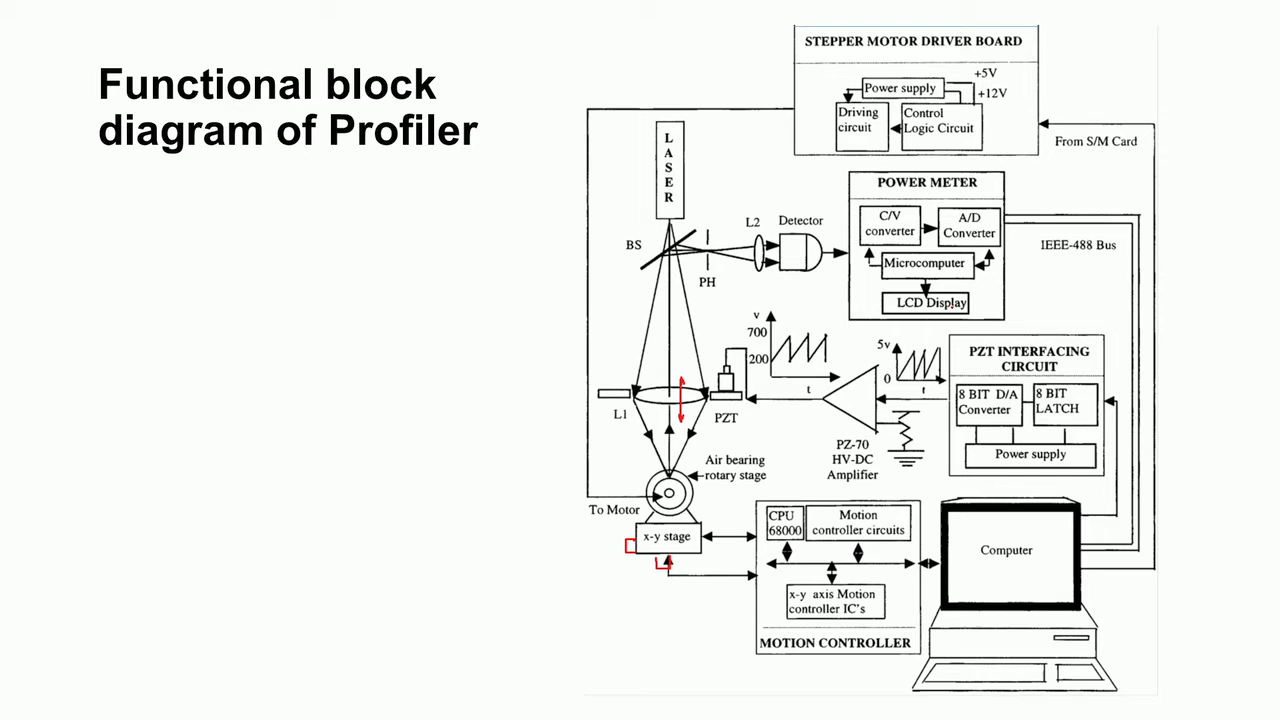 Functional block
diagram of Profiler
STEPPER MOTOR DRIVER BOARD
Power supply
+5V
+12V
Driving
circuit
Control
Logic Circuit
From S/M Card
L
A
S
E
R
POWER METER
C/V
converter
A/D
Converter
Microcomputer
LCD Display
IEEE-488 Bus
BS
L2
Detector
PH
v
700
200
t
5v
0
t
PZT INTERFACING
CIRCUIT
8 BIT D/A
Converter
8 BIT
LATCH
Power supply
L1
PZT
PZ-70
HV-DC
Amplifier
Air bearing
rotary stage
To Motor
x-y stage
CPU
68000
Motion
controller circuits
x-y axis Motion
controller IC's
MOTION CONTROLLER
Computer